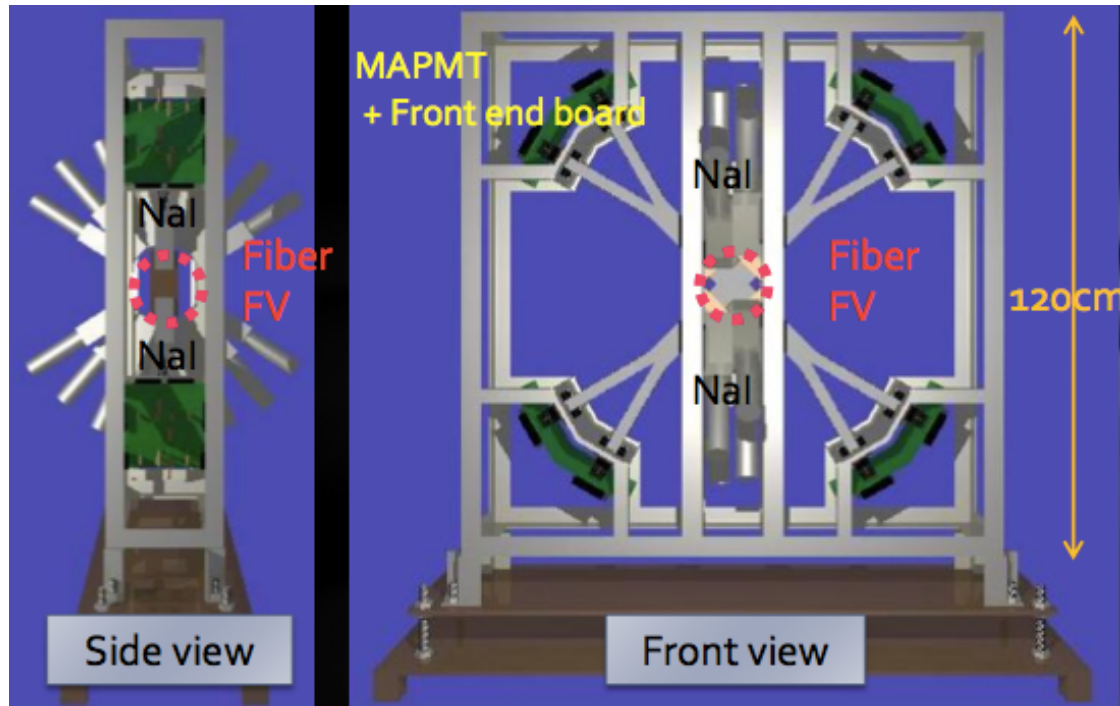 NaI
Fiber
FV
NaI
Side view
MAPMT
+ Front end board
NaI
Fiber
FV
120cm
NaI
Front view